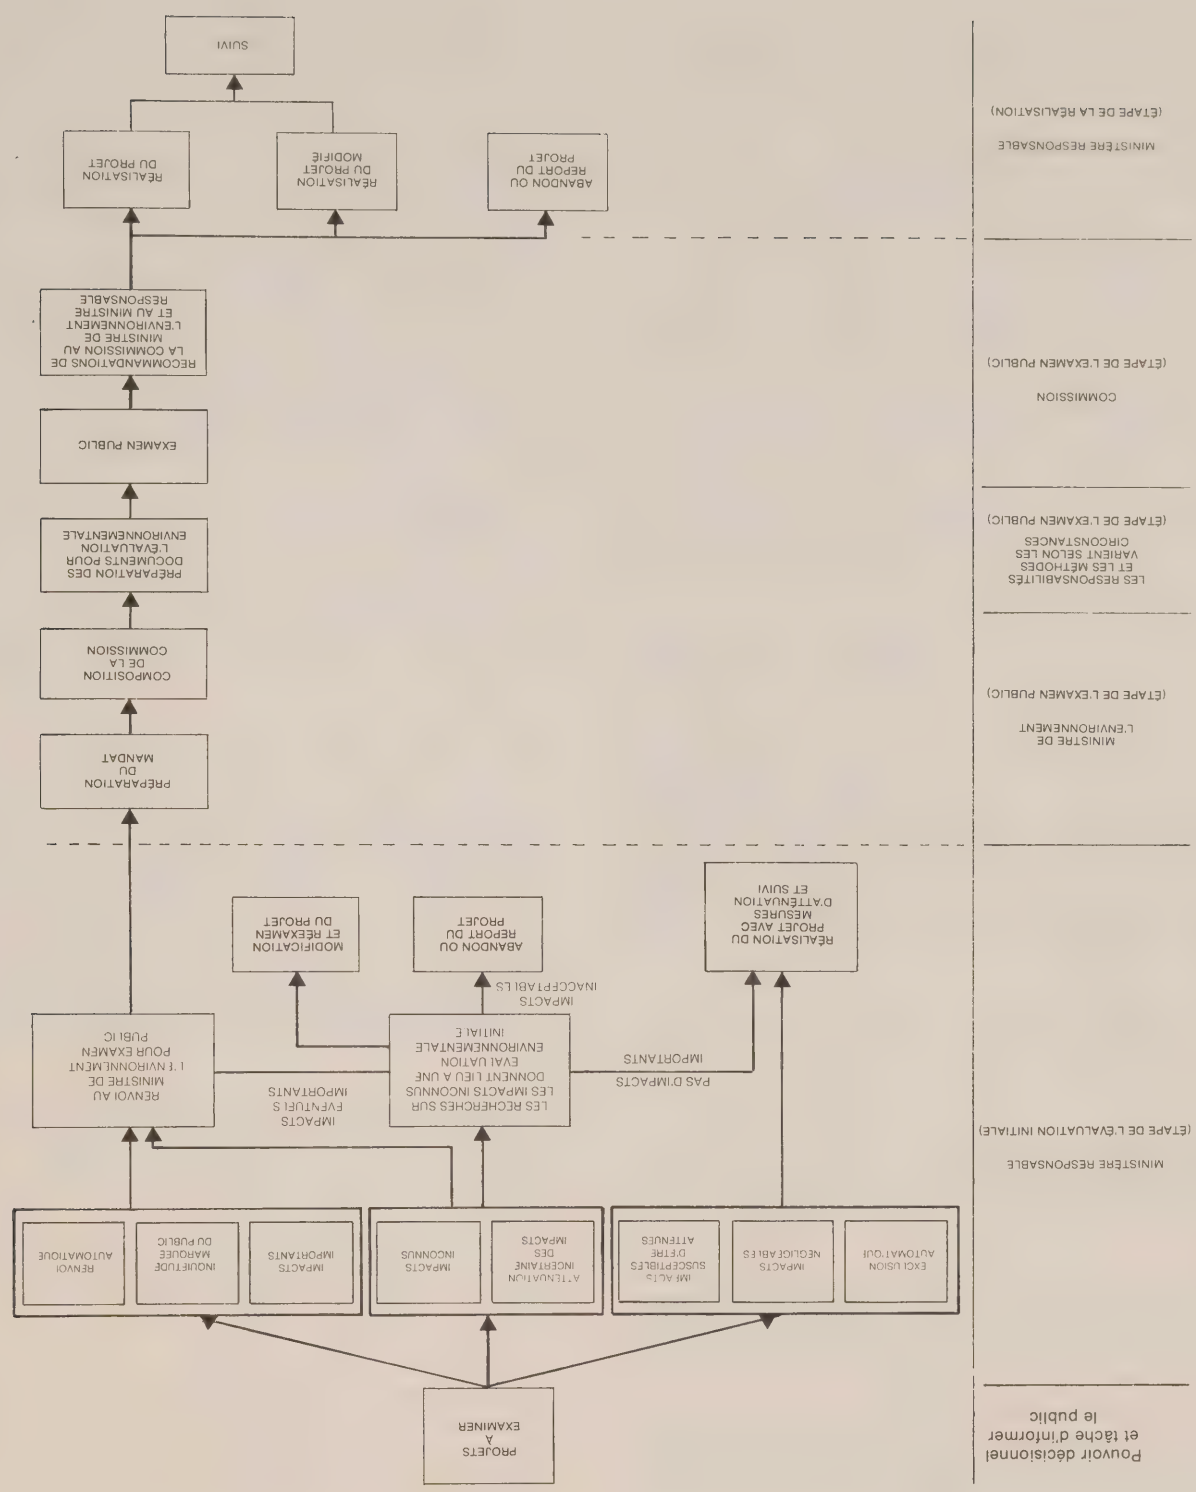 Pouvoir décisionnel
et tâche d'informer
le public
PROJETS
À
EXAMINER
MINISTÈRE RESPONSABLE
(ÉTAPE DE L'ÉVALUATION INITIALE)
EXCLUSION
AUTOMATIQUE
IMPACTS
NÉGLIGEABLES
IMPACTS
SUSCEPTIBLES
D'ÊTRE
ATTÉNUÉS
ATTÉNUATION
INCERTAINE
DES
IMPACTS
IMPACTS
INCONNUS
IMPACTS
IMPORTANTS
INQUIÉTUDE
MARQUÉE
DU PUBLIC
RENVOI
AUTOMATIQUE
PAS D'IMPACTS
IMPORTANTS
LES RECHERCHES SUR
LES IMPACTS INCONNUS
DONNENT LIEU À UNE
ÉVALUATION
ENVIRONNEMENTALE
INITIALE
IMPACTS
ÉVENTUELS
IMPORTANTS
RENVOI AU
MINISTRE DE
L'ENVIRONNEMENT
POUR EXAMEN
PUBLIC
IMPACTS
INACCEPTABLES
RÉALISATION DU
PROJET AVEC
MESURES
D'ATTÉNUATION
ET SUIVI
ABANDON OU
REPORT DU
PROJET
MODIFICATION
ET RÉEXAMEN
DU PROJET
MINISTRE DE
L'ENVIRONNEMENT
(ÉTAPE DE L'EXAMEN PUBLIC)
PRÉPARATION
DU
MANDAT
COMPOSITION
DE LA
COMMISSION
LES RESPONSABILITÉS
ET LES MÉTHODES
VARIENT SELON LES
CIRCONSTANCES
(ÉTAPE DE L'EXAMEN PUBLIC)
PRÉPARATION DES
DOCUMENTS POUR
L'ÉVALUATION
ENVIRONNEMENTALE
COMMISSION
(ÉTAPE DE L'EXAMEN PUBLIC)
EXAMEN PUBLIC
RECOMMANDATIONS DE
LA COMMISSION AU
MINISTRE DE
L'ENVIRONNEMENT
ET AU MINISTRE
RESPONSABLE
MINISTÈRE RESPONSABLE
(ÉTAPE DE LA RÉALISATION)
ABANDON OU
REPORT DU
PROJET
RÉALISATION
DU PROJET
MODIFIÉ
RÉALISATION
DU PROJET
SUIVI